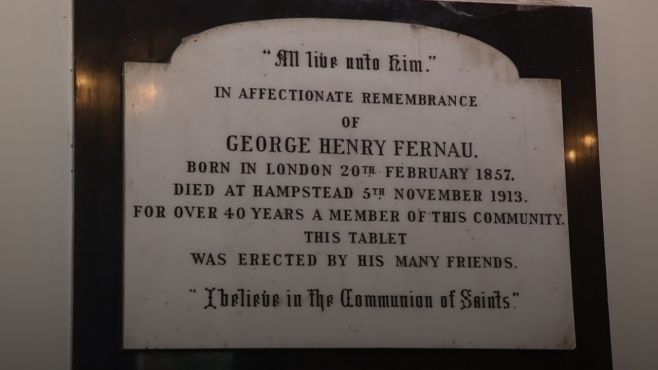 "All live unto Him."
IN AFFECTIONATE REMEMBRANCE
OF
GEORGE HENRY FERNAU.
BORN IN LONDON 20TH FEBRUARY 1857.
DIED AT HAMPSTEAD 5TH NOVEMBER 1913.
FOR OVER 40 YEARS A MEMBER OF THIS COMMUNITY.
THIS TABLET
WAS ERECTED BY HIS MANY FRIENDS.
"I believe in the Communion of Saints."